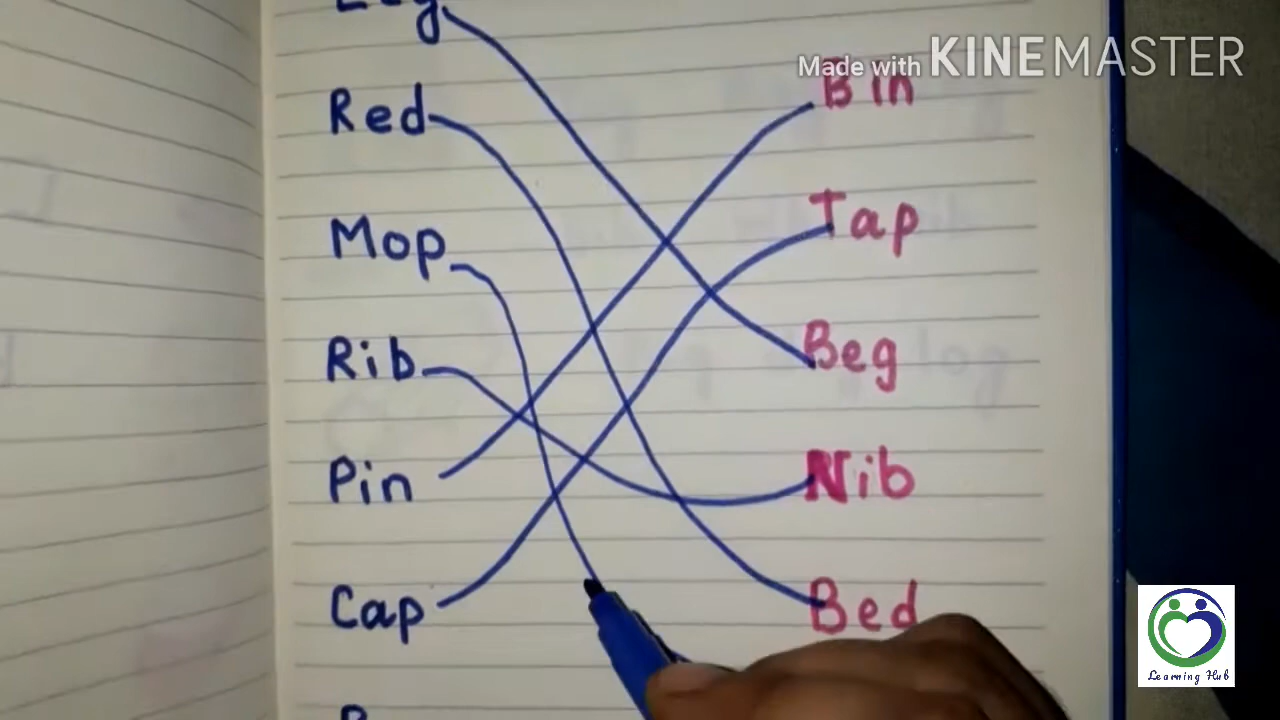 Made with KINEMASTER
Red Bin
Mop Tap
Rib Beg
Pin Nib
Cap Bed
Learning Hub